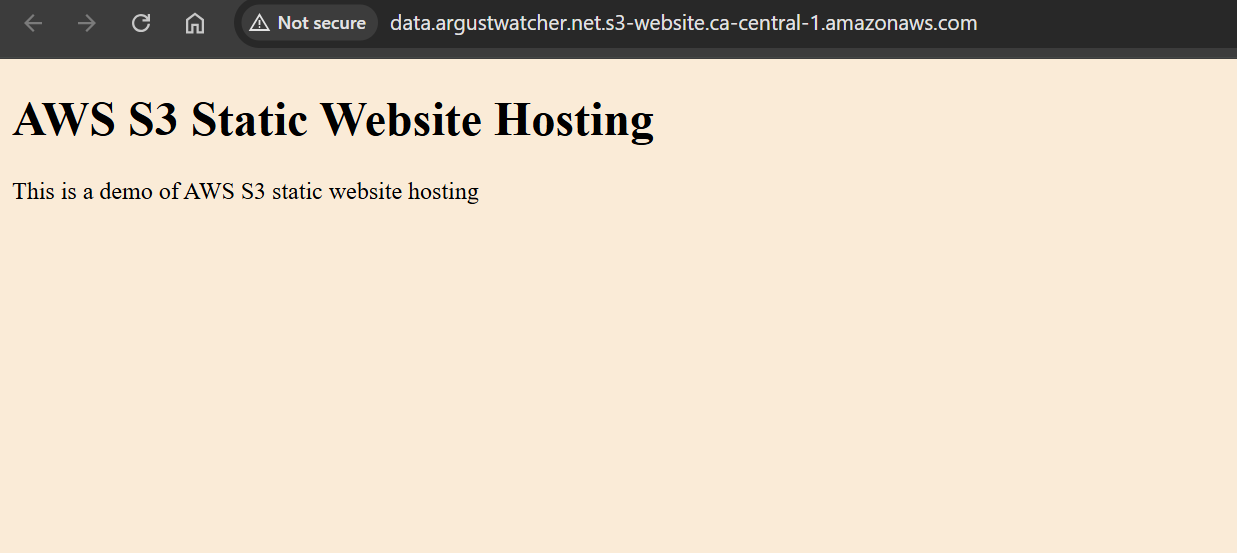 Not secure data.argustwatcher.net.s3-website.ca-central-1.amazonaws.com
AWS S3 Static Website Hosting
This is a demo of AWS S3 static website hosting